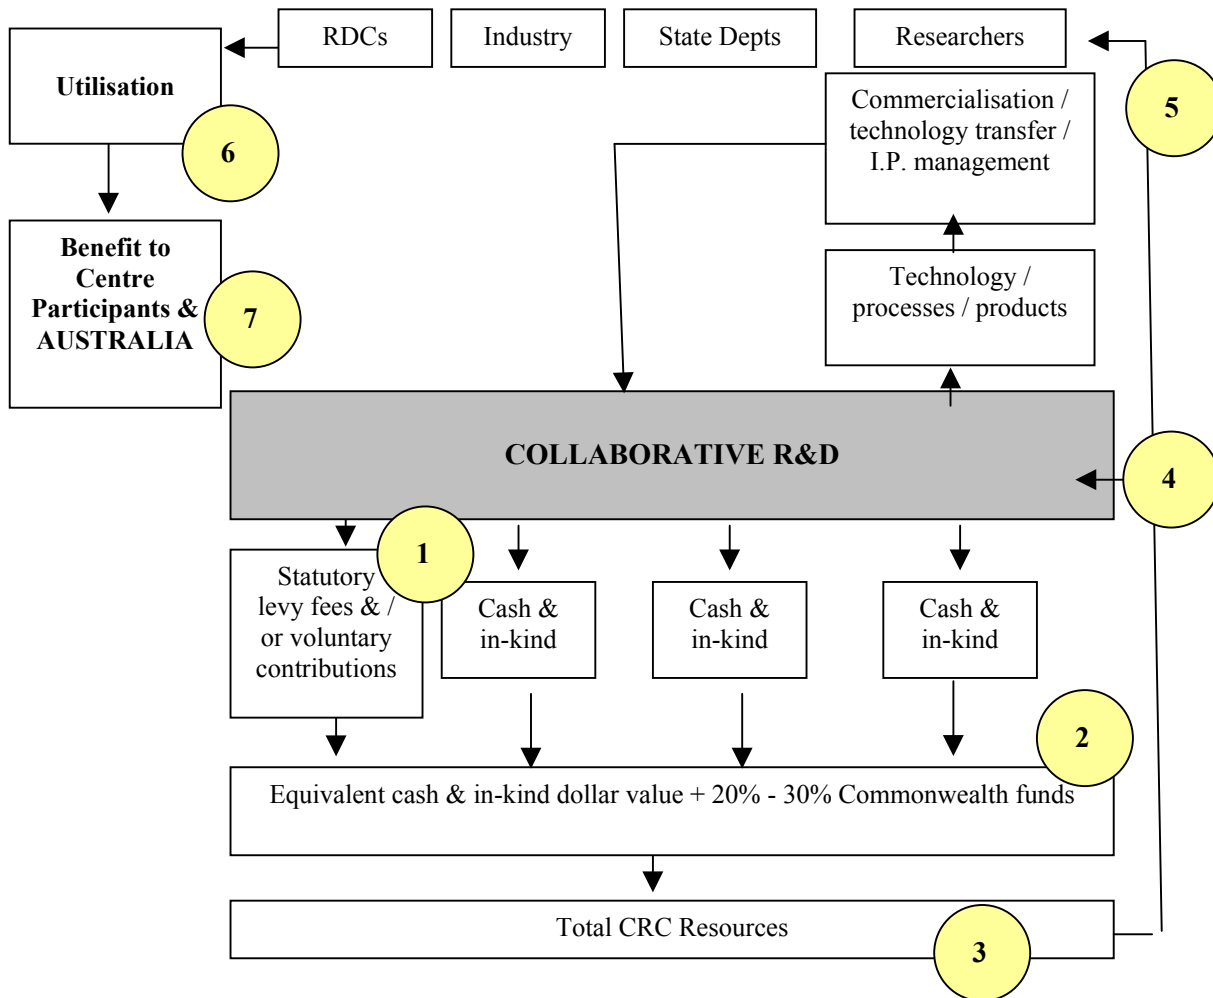 RDCs
Industry
State Depts
Researchers
Utilisation
6
Commercialisation /
technology transfer /
I.P. management
5
Benefit to
Centre
Participants &
AUSTRALIA
7
Technology /
processes / products
COLLABORATIVE R&D
4
1
Statutory
levy fees & /
or voluntary
contributions
Cash &
in-kind
Cash &
in-kind
Cash &
in-kind
2
Equivalent cash & in-kind dollar value + 20% - 30% Commonwealth funds
Total CRC Resources
3